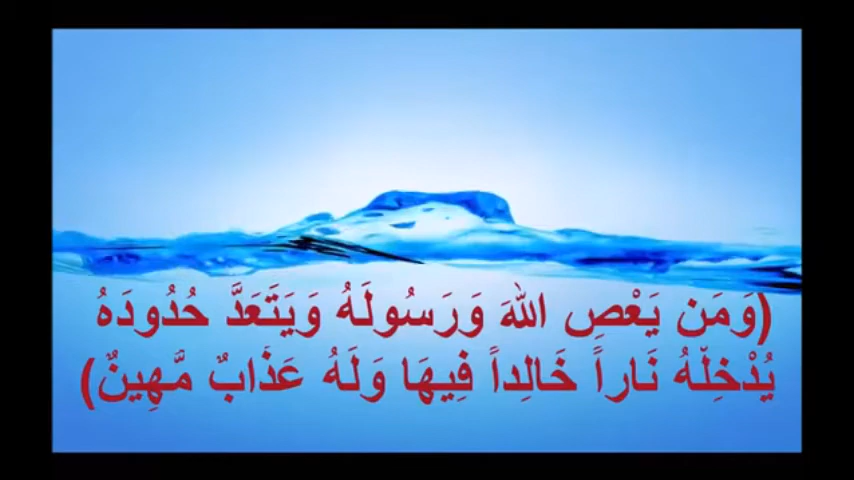 (وَمَن يَعْصِ اللهَ وَرَسُولَهُ وَيَتَعَدَّ حُدُودَهُ
يُدْخِلْهُ نَاراً خَالِداً فِيهَا وَلَهُ عَذَابٌ مُّهِينٌ)